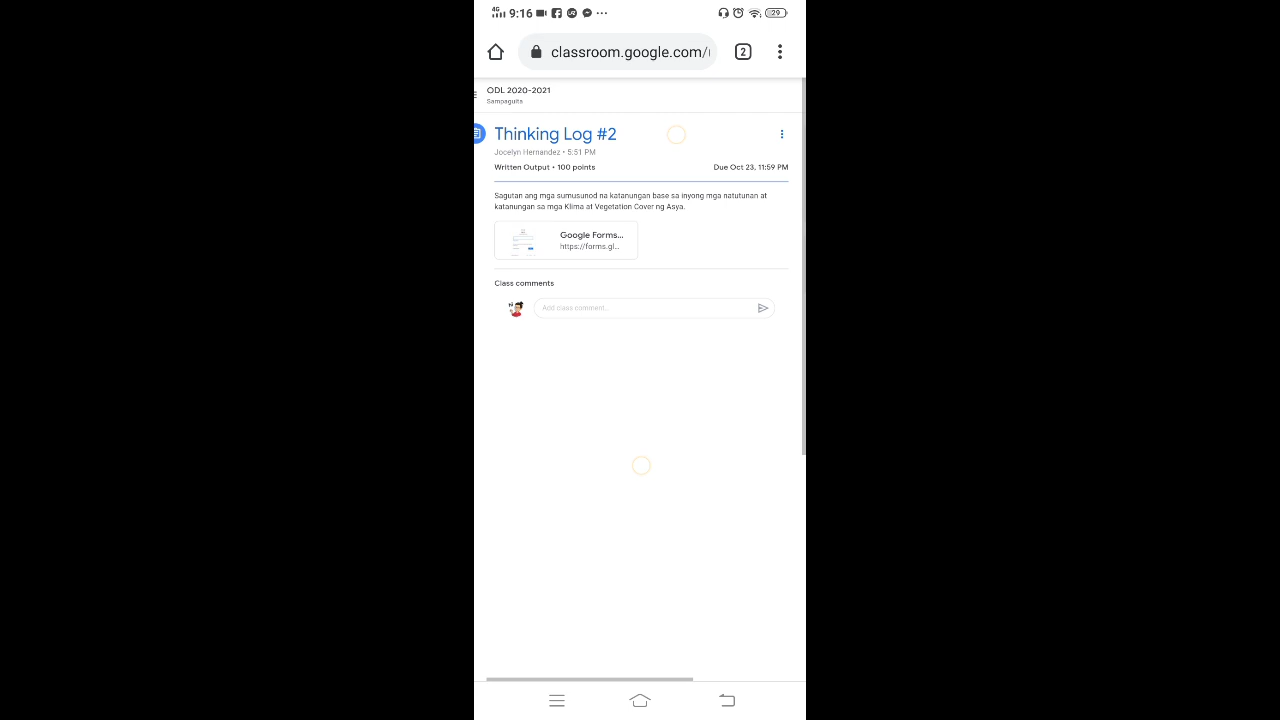 4G 9:16 29
classroom.google.com/ 2
ODL 2020-2021
Sampaguita
Thinking Log #2
Jocelyn Hernandez • 5:51 PM
Written Output • 100 points Due Oct 23, 11:59 PM
Sagutan ang mga sumusunod na katanungan base sa inyong mga natutunan at
katanungan sa mga Klima at Vegetation Cover ng Asya.
Google Forms...
https://forms.gl...
Class comments
Add class comment...